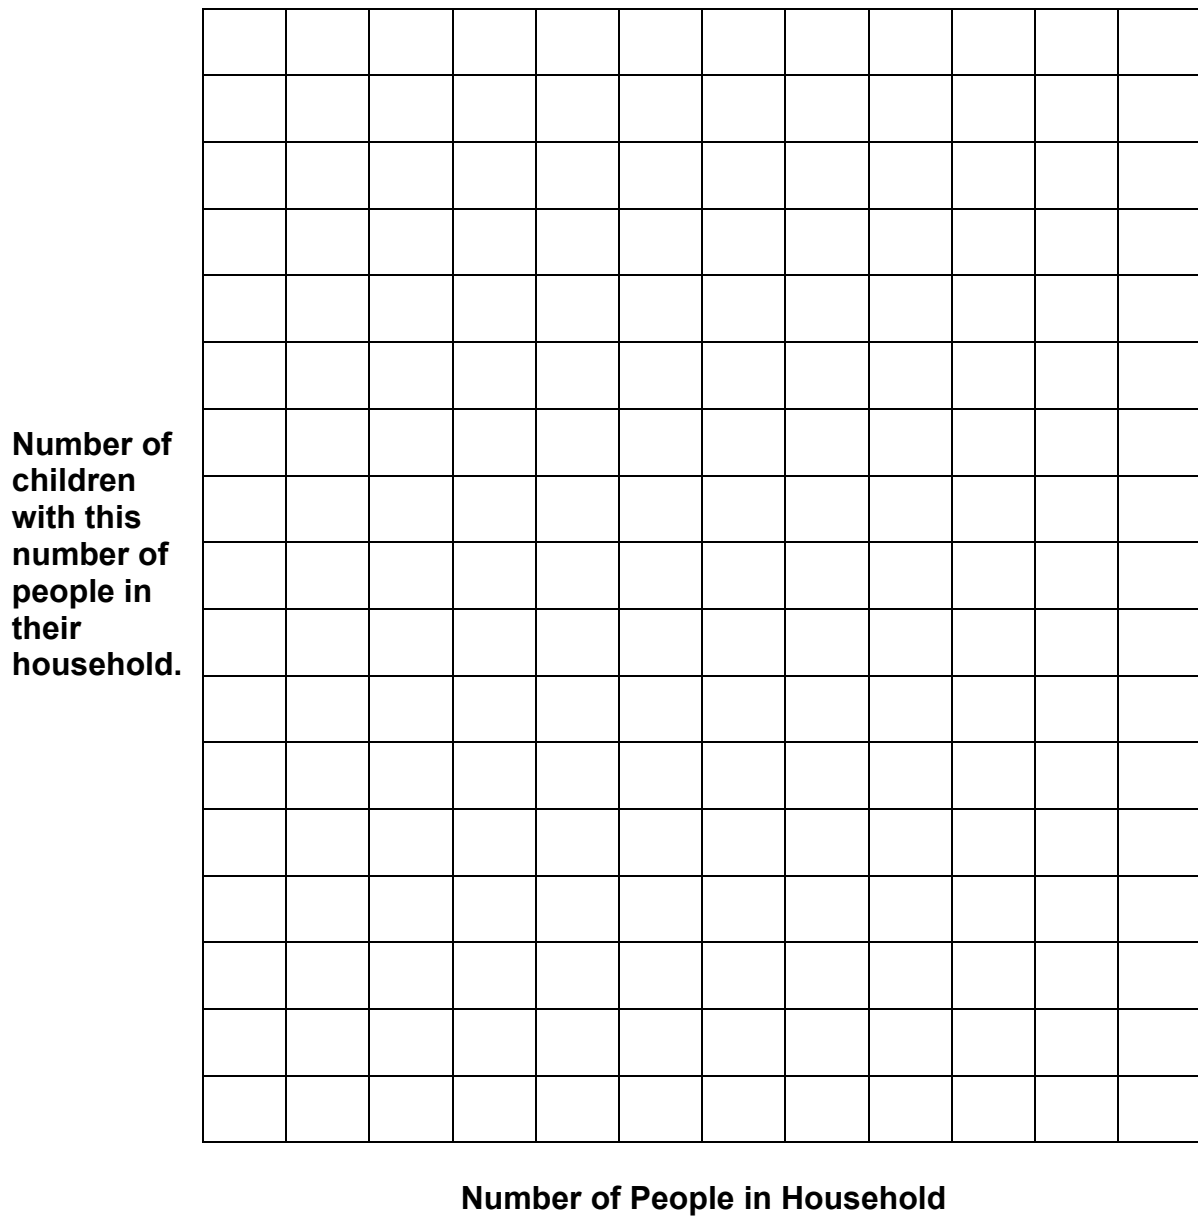 Number of
children
with this
number of
people in
their
household.
Number of People in Household